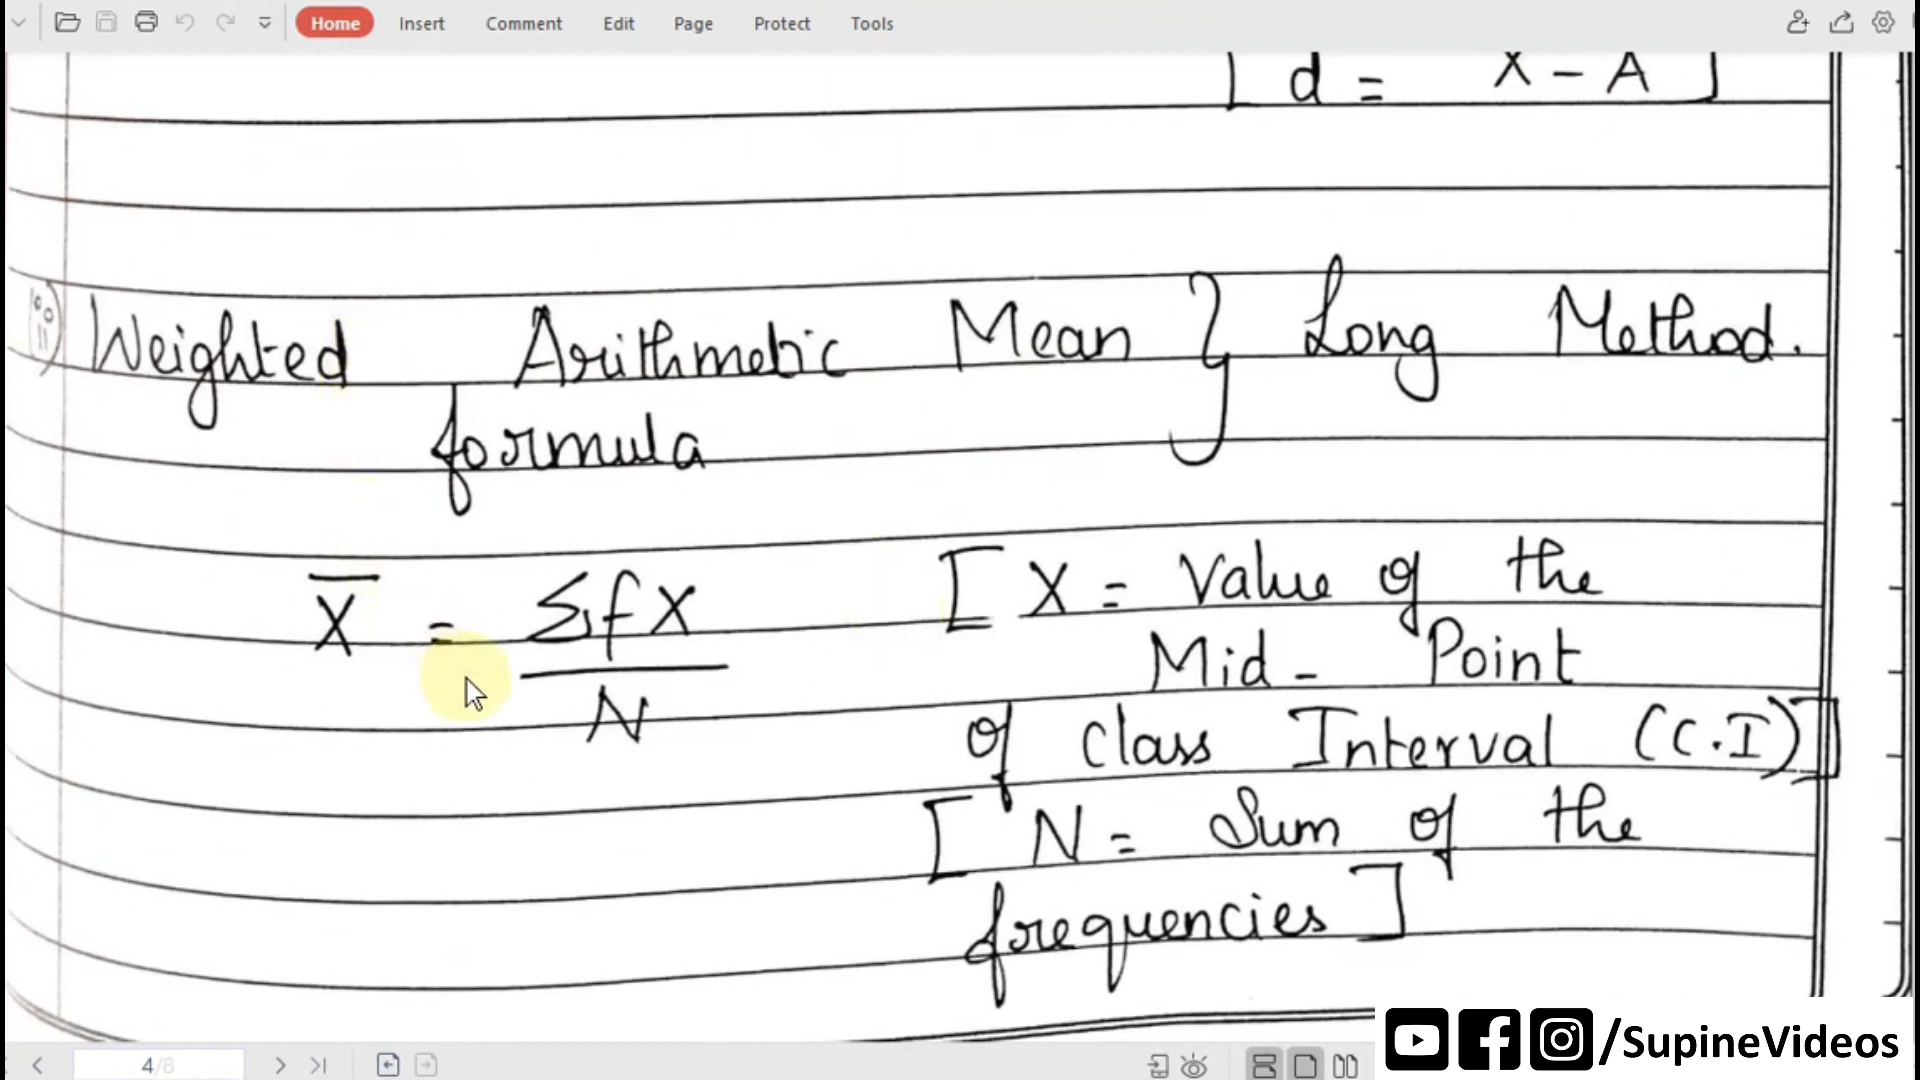 Home Insert Comment Edit Page Protect Tools
[ d = X - A ]
Weighted Arithmetic Mean } Long Method.
formula
X̄ = ΣfX / N
[ X = Value of the
Mid - Point
of Class Interval (C.I)]
[ N = Sum of the
frequencies ]
4/8
/SupineVideos